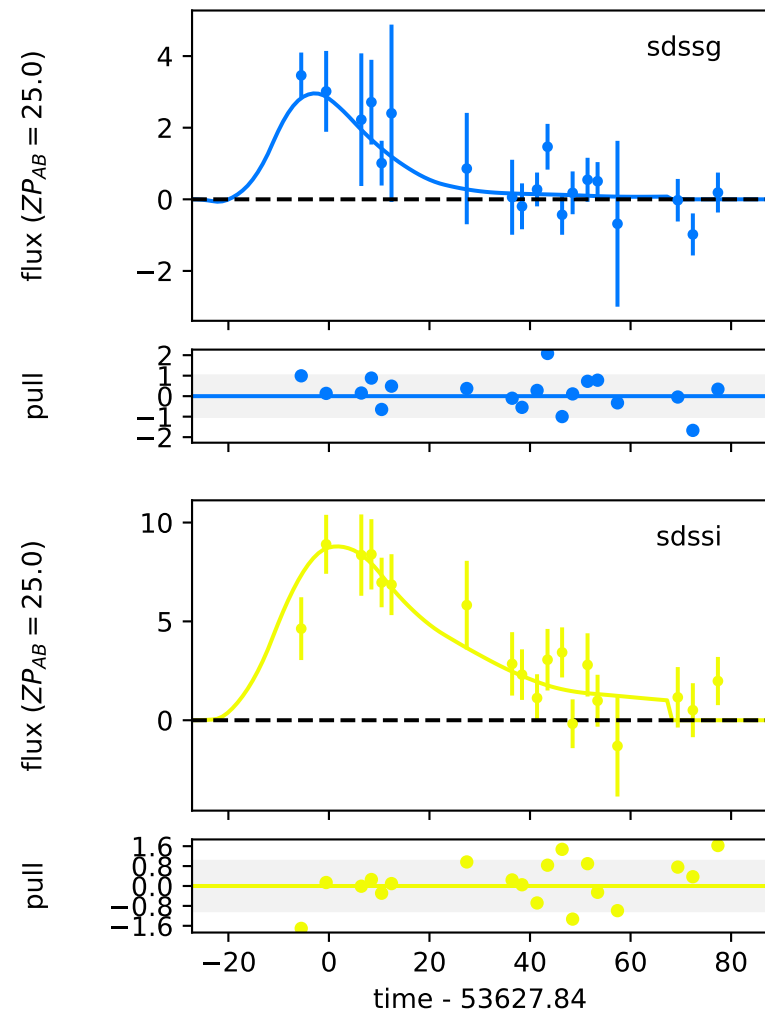 sdssg
flux (ZP_AB = 25.0)
4
2
0
−2
pull
2
1
0
−1
−2
sdssi
flux (ZP_AB = 25.0)
10
5
0
pull
1.6
0.8
0.0
−0.8
−1.6
−20 0 20 40 60 80
time - 53627.84